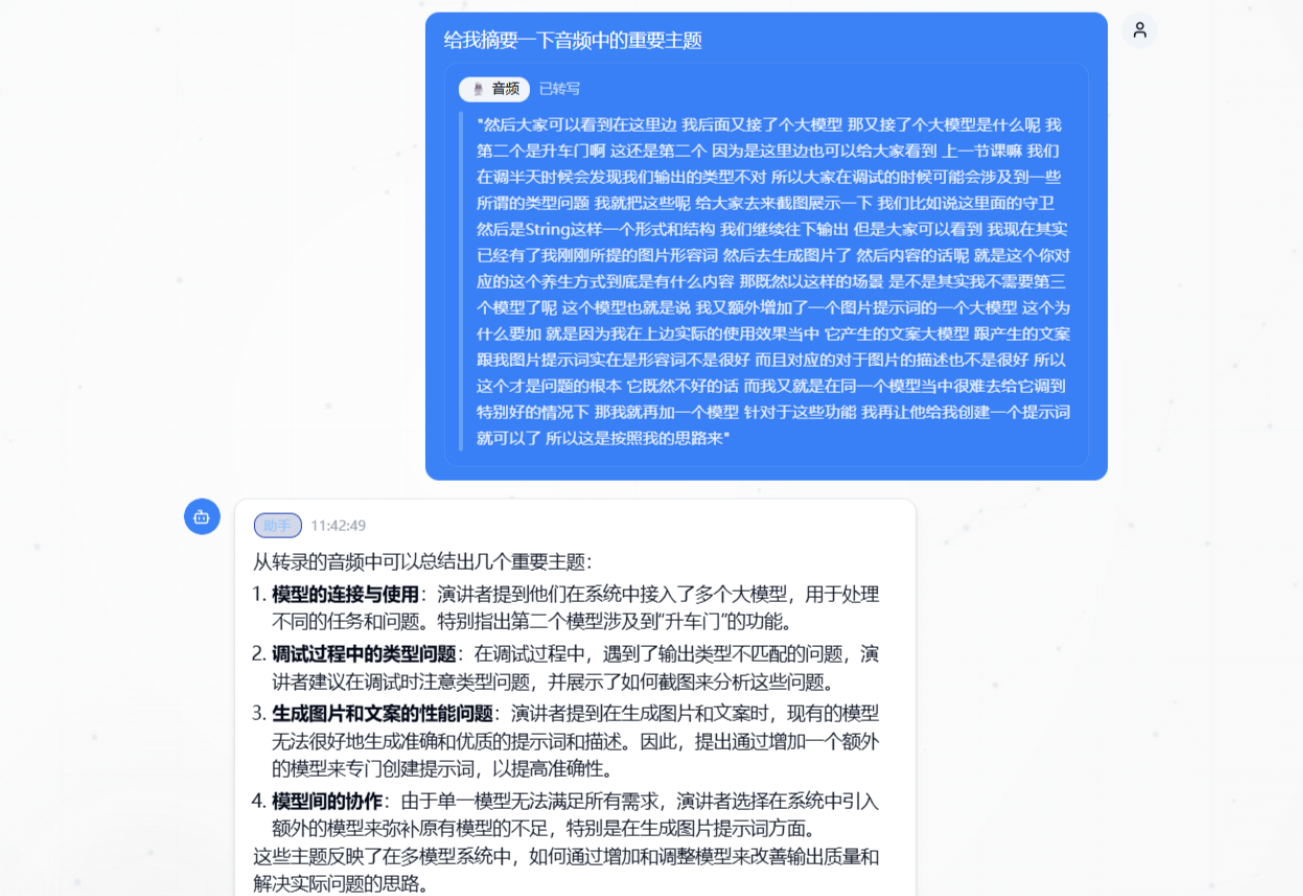 给我摘要一下音频中的重要主题
音频 已转写
"然后大家可以看到在这里边 我后面又接了个大模型 那又接了个大模型是什么呢 我
第二个是升车门啊 这还是第二个 因为是这里边也可以给大家看到 上一节课嘛 我们
在调半天时候会发现我们输出的类型不对 所以大家在调试的时候可能会涉及到一些
所谓的类型问题 我就把这些呢 给大家去来截图展示一下 我们比如说这里面的守卫
然后是String这样一个形式和结构 我们继续往下输出 但是大家可以看到 我现在其实
已经有了我刚刚所提的图片形容词 然后去生成图片了 然后内容的话呢 就是这个你对
应的这个养生方式到底是有什么内容 那既然以这样的场景 是不是其实我不需要第三
个模型了呢 这个模型也就是说 我又额外增加了一个图片提示词的一个大模型 这个为
什么要加 就是因为我在上边实际的使用效果当中 它产生的文案大模型 跟产生的文案
跟我图片提示词实在是形容词不是很好 而且对应的对于图片的描述也不是很好 所以
这个才是问题的根本 它既然不好的话 而我又就是在同一个模型当中很难去给它调到
特别好的情况下 那我就再加一个模型 针对于这些功能 我再让他给我创建一个提示词
就可以了 所以这是按照我的思路来"
助手 11:42:49
从转录的音频中可以总结出几个重要主题：
1. 模型的连接与使用：演讲者提到他们在系统中接入了多个大模型，用于处理
不同的任务和问题。特别指出第二个模型涉及到“升车门”的功能。
2. 调试过程中的类型问题：在调试过程中，遇到了输出类型不匹配的问题，演
讲者建议在调试时注意类型问题，并展示了如何截图来分析这些问题。
3. 生成图片和文案的性能问题：演讲者提到在生成图片和文案时，现有的模型
无法很好地生成准确和优质的提示词和描述。因此，提出通过增加一个额外
的模型来专门创建提示词，以提高准确性。
4. 模型间的协作：由于单一模型无法满足所有需求，演讲者选择在系统中引入
额外的模型来弥补原有模型的不足，特别是在生成图片提示词方面。
这些主题反映了在多模型系统中，如何通过增加和调整模型来改善输出质量和
解决实际问题的思路。